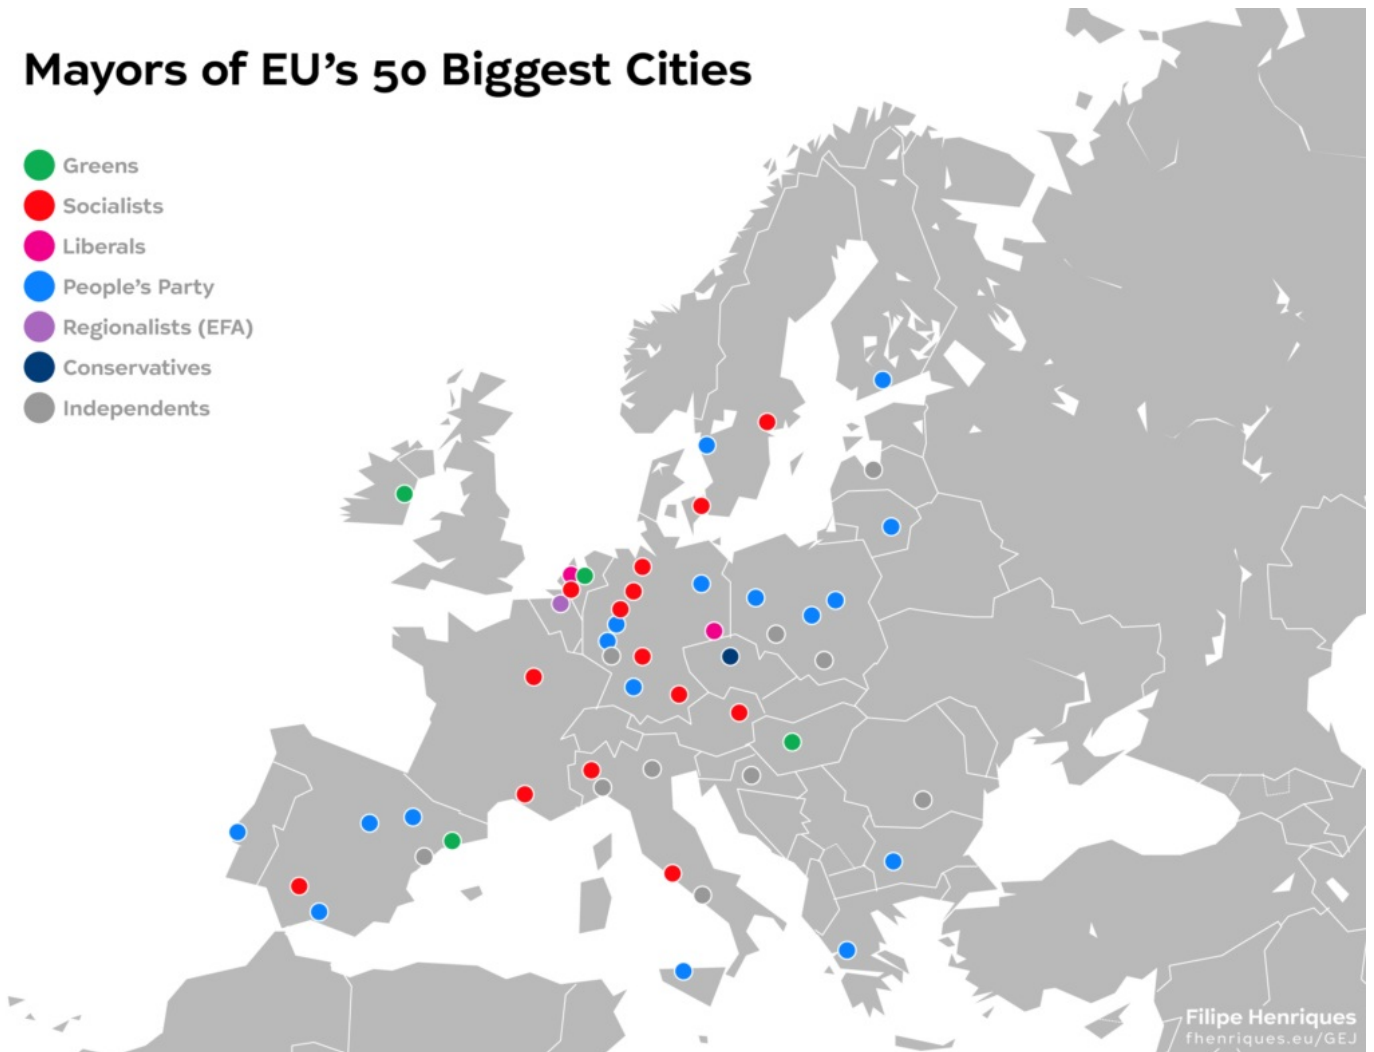 Mayors of EU's 50 Biggest Cities
Greens
Socialists
Liberals
People's Party
Regionalists (EFA)
Conservatives
Independents
Filipe Henriques
fhenriques.eu/GEJ